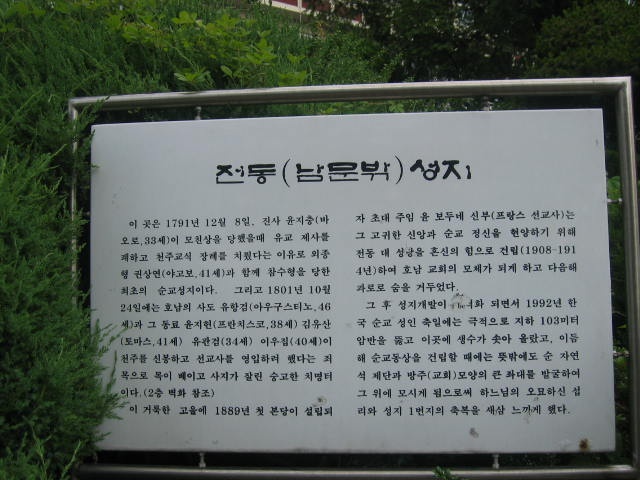 전동(남문밖)성지
이 곳은 1791년 12월 8일, 진사 윤지충(바
오로,33세)이 모친상을 당했을때 유교 제사를
폐하고 천주교식 장례를 치뤘다는 이유로 외종
형 권상연(야고보,41세)과 함께 참수형을 당한
최초의 순교성지이다. 그리고 1801년 10월
24일에는 호남의 사도 유항검(아우구스티노,46
세)과 그 동료 윤지헌(프란치스코,38세) 김유산
(토마스,41세) 유관검(34세) 이우집(40세)이
천주를 신봉하고 선교사를 영입하려 했다는 죄
목으로 목이 베이고 사지가 잘린 숭고한 치명터
이다.(2층 벽화 참조)
이 거룩한 고을에 1889년 첫 본당이 설립되
자 초대 주임 윤 보두네 신부(프랑스 선교사)는
그 고귀한 신앙과 순교 정신을 현양하기 위해
전동 대 성당을 혼신의 힘으로 건립(1908-191
4년)하여 호남 교회의 모체가 되게 하고 다음해
과로로 숨을 거두었다.
그 후 성지개발이 화 되면서 1992년 한
국 순교 성인 축일에는 극적으로 지하 103미터
암반을 뚫고 이곳에 생수가 솟아 올랐고, 이듬
해 순교동상을 건립할 때에는 뜻밖에도 순 자연
석 제단과 방주(교회)모양의 큰 좌대를 발굴하여
그 위에 모시게 됨으로써 하느님의 오묘하신 섭
리와 성지 1번지의 축복을 새삼 느끼게 했다.